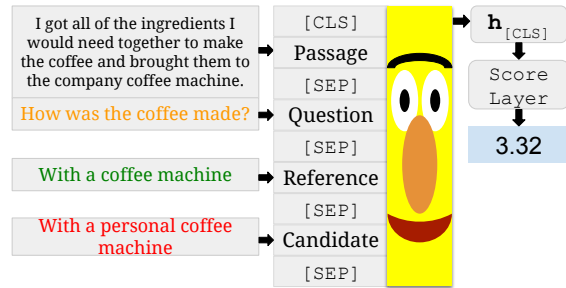 I got all of the ingredients I
would need together to make
the coffee and brought them to
the company coffee machine.
How was the coffee made?
With a coffee machine
With a personal coffee
machine
[CLS]
Passage
[SEP]
Question
[SEP]
Reference
[SEP]
Candidate
[SEP]
h[CLS]
Score
Layer
3.32